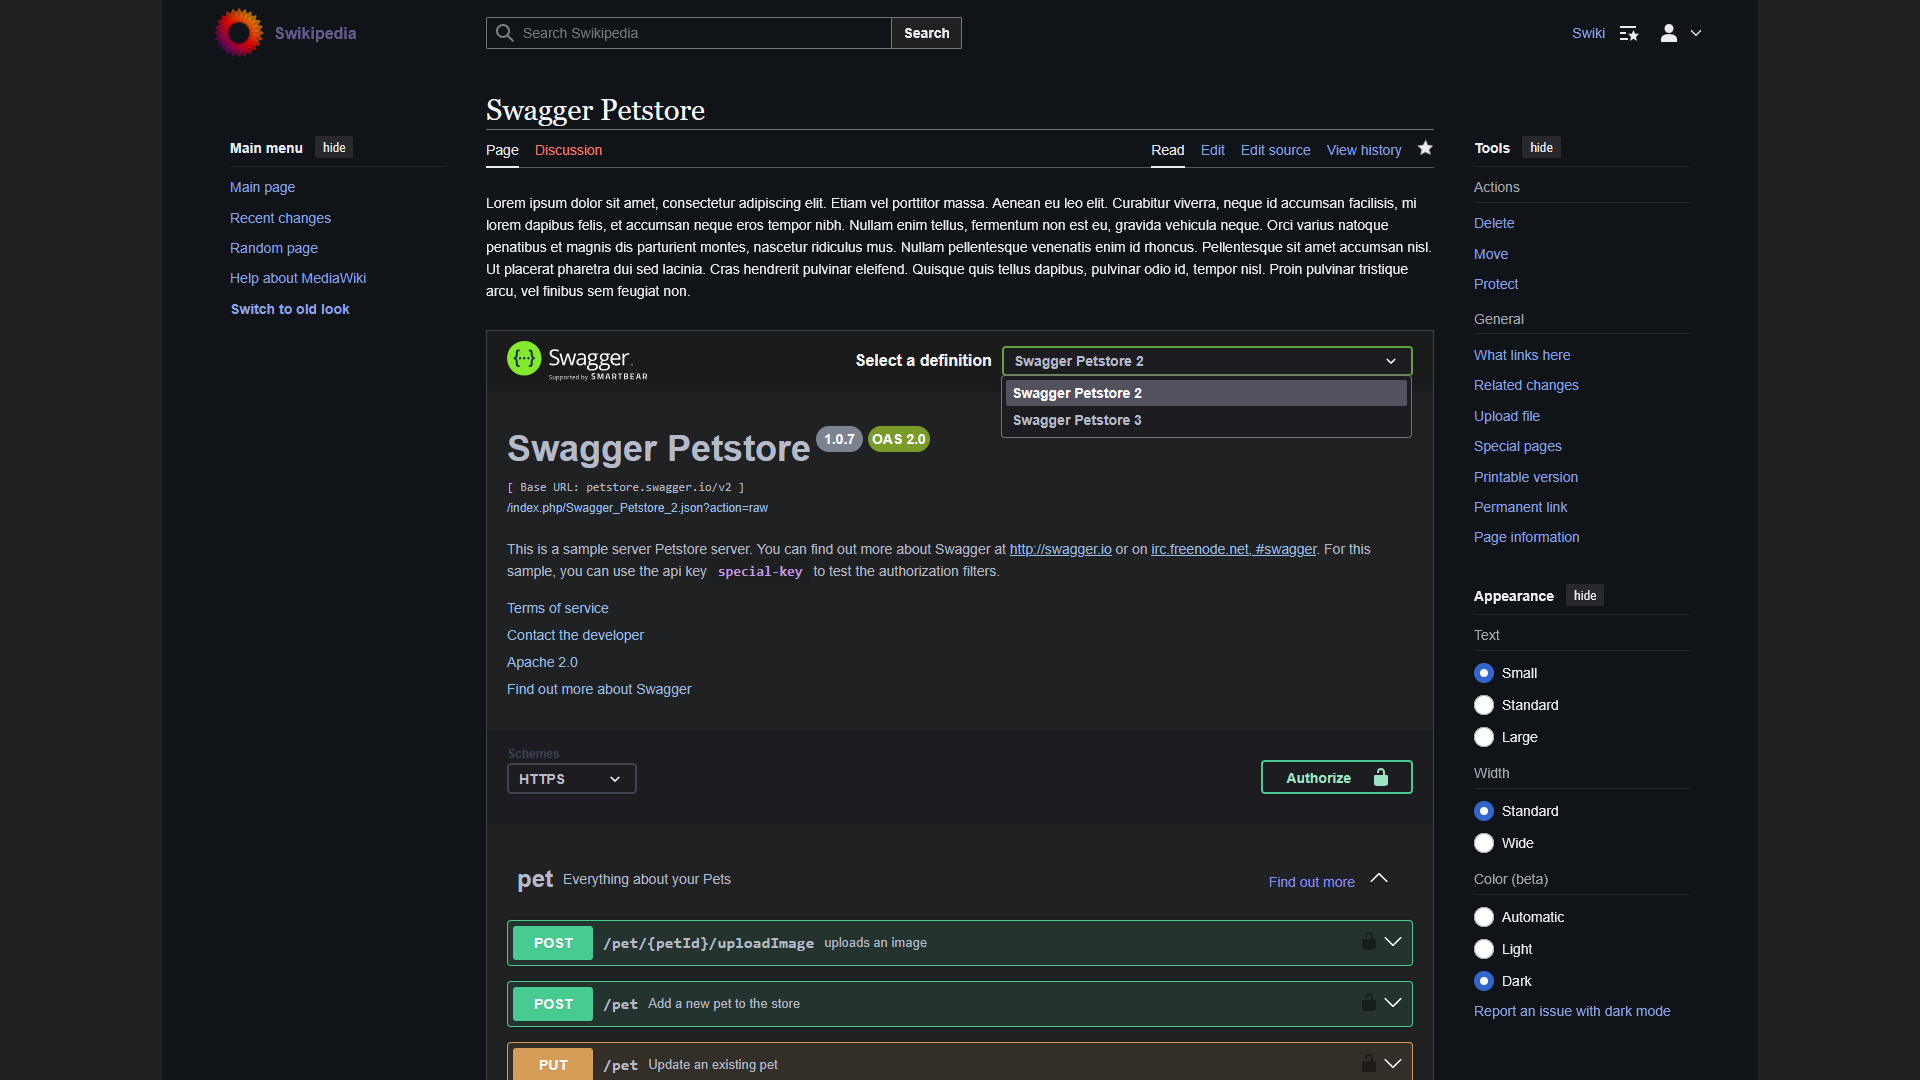 Swikipedia
Search Swikipedia
Search
Swiki
Main menu
hide
Main page
Recent changes
Random page
Help about MediaWiki
Switch to old look
Swagger Petstore
Page
Discussion
Read
Edit
Edit source
View history
Lorem ipsum dolor sit amet, consectetur adipiscing elit. Etiam vel porttitor massa. Aenean eu leo elit. Curabitur viverra, neque id accumsan facilisis, mi
lorem dapibus felis, et accumsan neque eros tempor nibh. Nullam enim tellus, fermentum non est eu, gravida vehicula neque. Orci varius natoque
penatibus et magnis dis parturient montes, nascetur ridiculus mus. Nullam pellentesque venenatis enim id rhoncus. Pellentesque sit amet accumsan nisl.
Ut placerat pharetra dui sed lacinia. Cras hendrerit pulvinar eleifend. Quisque quis tellus dapibus, pulvinar odio id, tempor nisl. Proin pulvinar tristique
arcu, vel finibus sem feugiat non.
{...} Swagger
Supported by SMARTBEAR
Select a definition
Swagger Petstore 2
Swagger Petstore 2
Swagger Petstore 3
Swagger Petstore 1.0.7 OAS 2.0
[ Base URL: petstore.swagger.io/v2 ]
/index.php/Swagger_Petstore_2.json?action=raw
This is a sample server Petstore server. You can find out more about Swagger at http://swagger.io or on irc.freenode.net, #swagger. For this
sample, you can use the api key special-key to test the authorization filters.
Terms of service
Contact the developer
Apache 2.0
Find out more about Swagger
Schemes
HTTPS
Authorize
pet Everything about your Pets
Find out more
POST /pet/{petId}/uploadImage uploads an image
POST /pet Add a new pet to the store
PUT /pet Update an existing pet
Tools
hide
Actions
Delete
Move
Protect
General
What links here
Related changes
Upload file
Special pages
Printable version
Permanent link
Page information
Appearance
hide
Text
Small
Standard
Large
Width
Standard
Wide
Color (beta)
Automatic
Light
Dark
Report an issue with dark mode